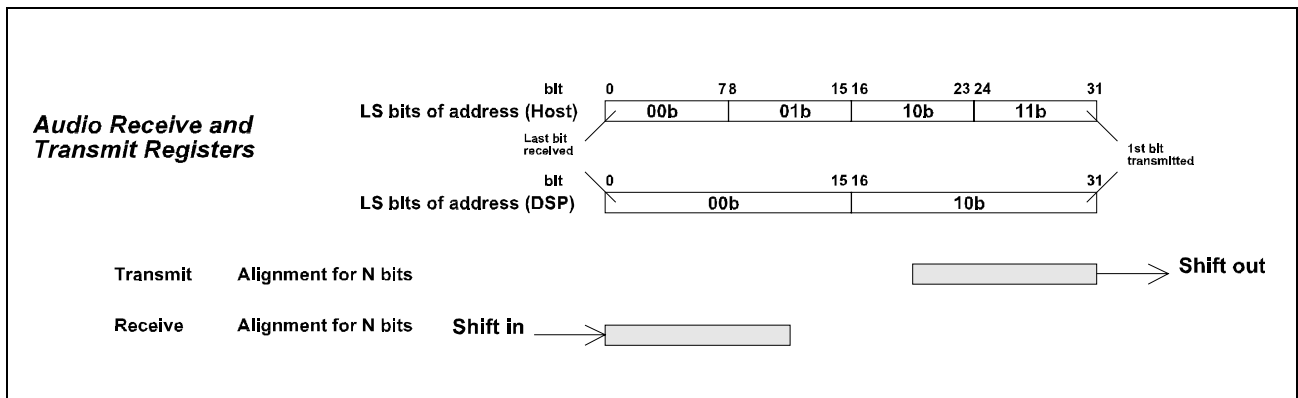 bit 0 7 8 15 16 23 24 31
LS bits of address (Host) 00b 01b 10b 11b
Audio Receive and
Transmit Registers
Last bit
received
1st bit
transmitted
bit 0 15 16 31
LS bits of address (DSP) 00b 10b
Transmit Alignment for N bits Shift out
Receive Alignment for N bits Shift in